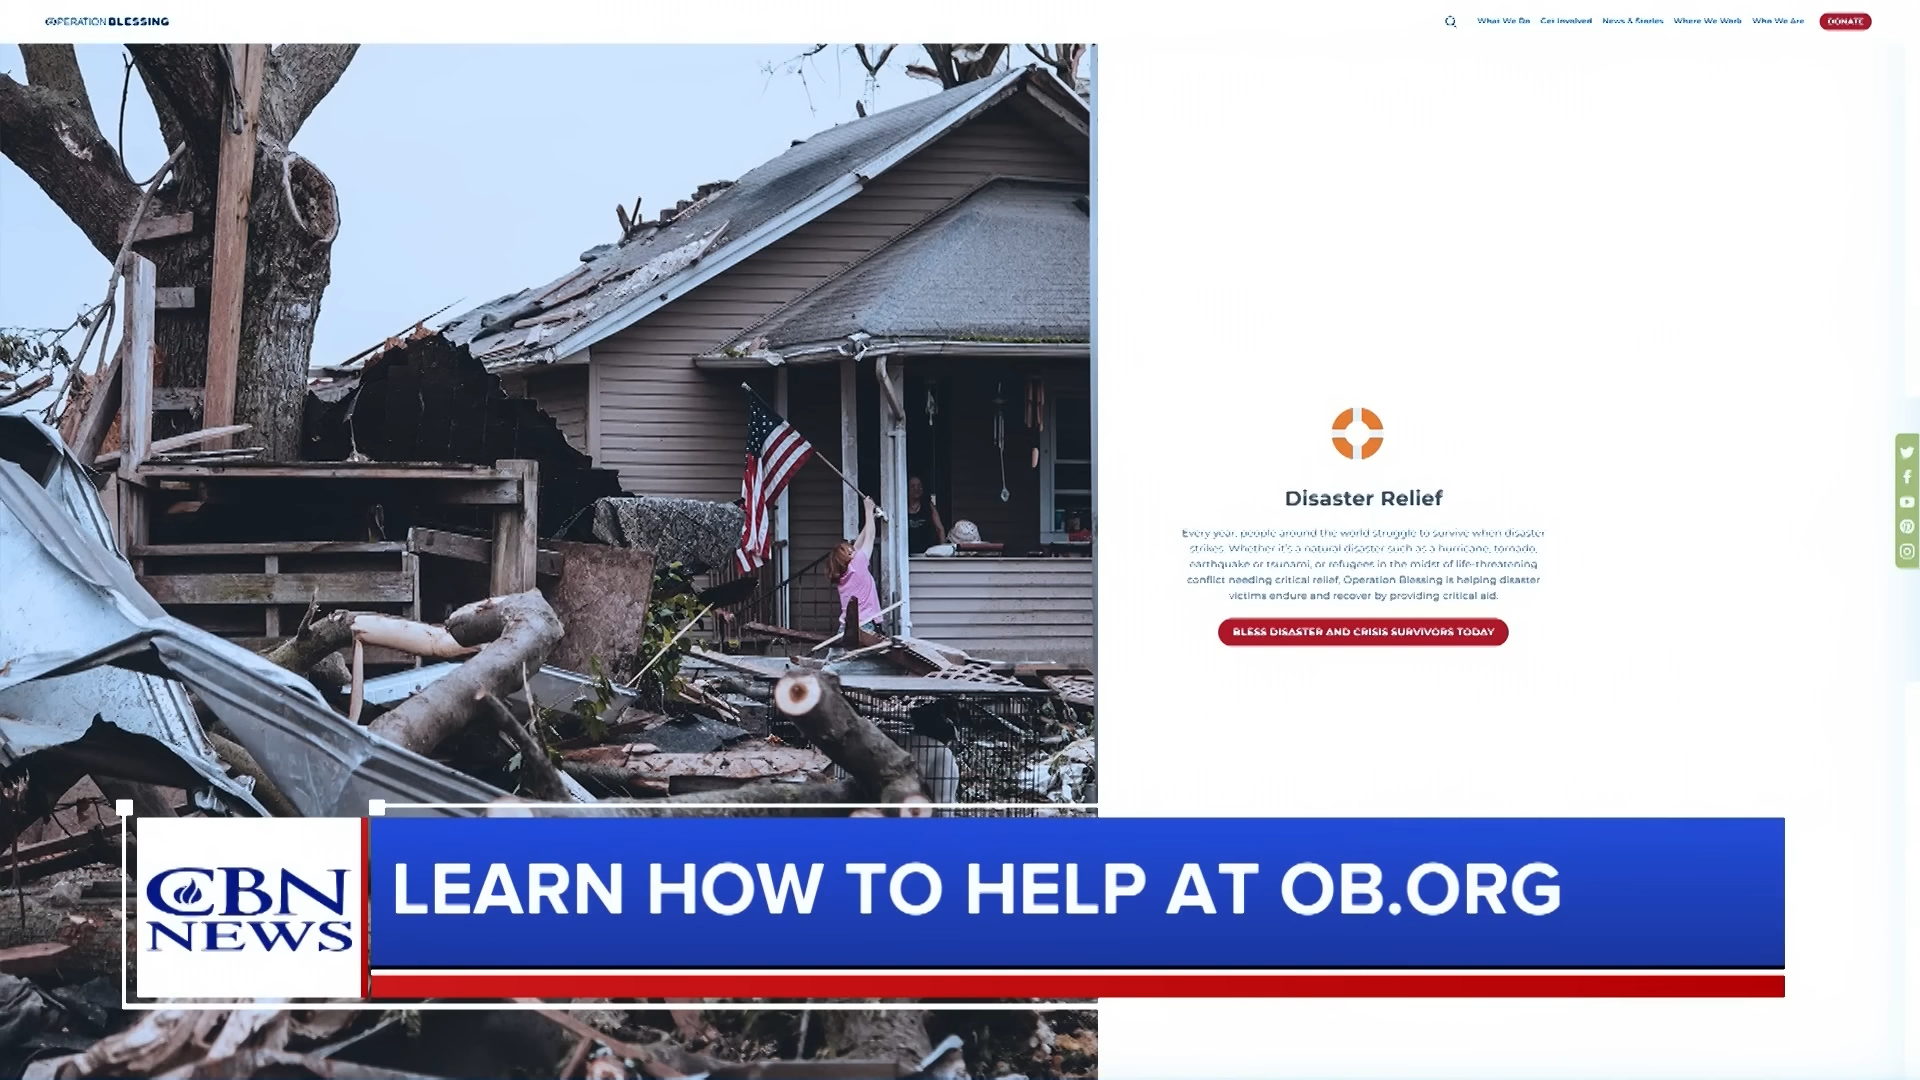 OPERATION BLESSING
What We Do Get Involved News & Stories Where We Work Who We Are DONATE
Disaster Relief
Every year, people around the world struggle to survive when disaster
strikes. Whether it's a natural disaster such as a hurricane, tornado,
earthquake or tsunami, or refugees in the midst of life-threatening
conflict needing critical relief, Operation Blessing is helping disaster
victims endure and recover by providing critical aid.
BLESS DISASTER AND CRISIS SURVIVORS TODAY
CBN
NEWS
LEARN HOW TO HELP AT OB.ORG